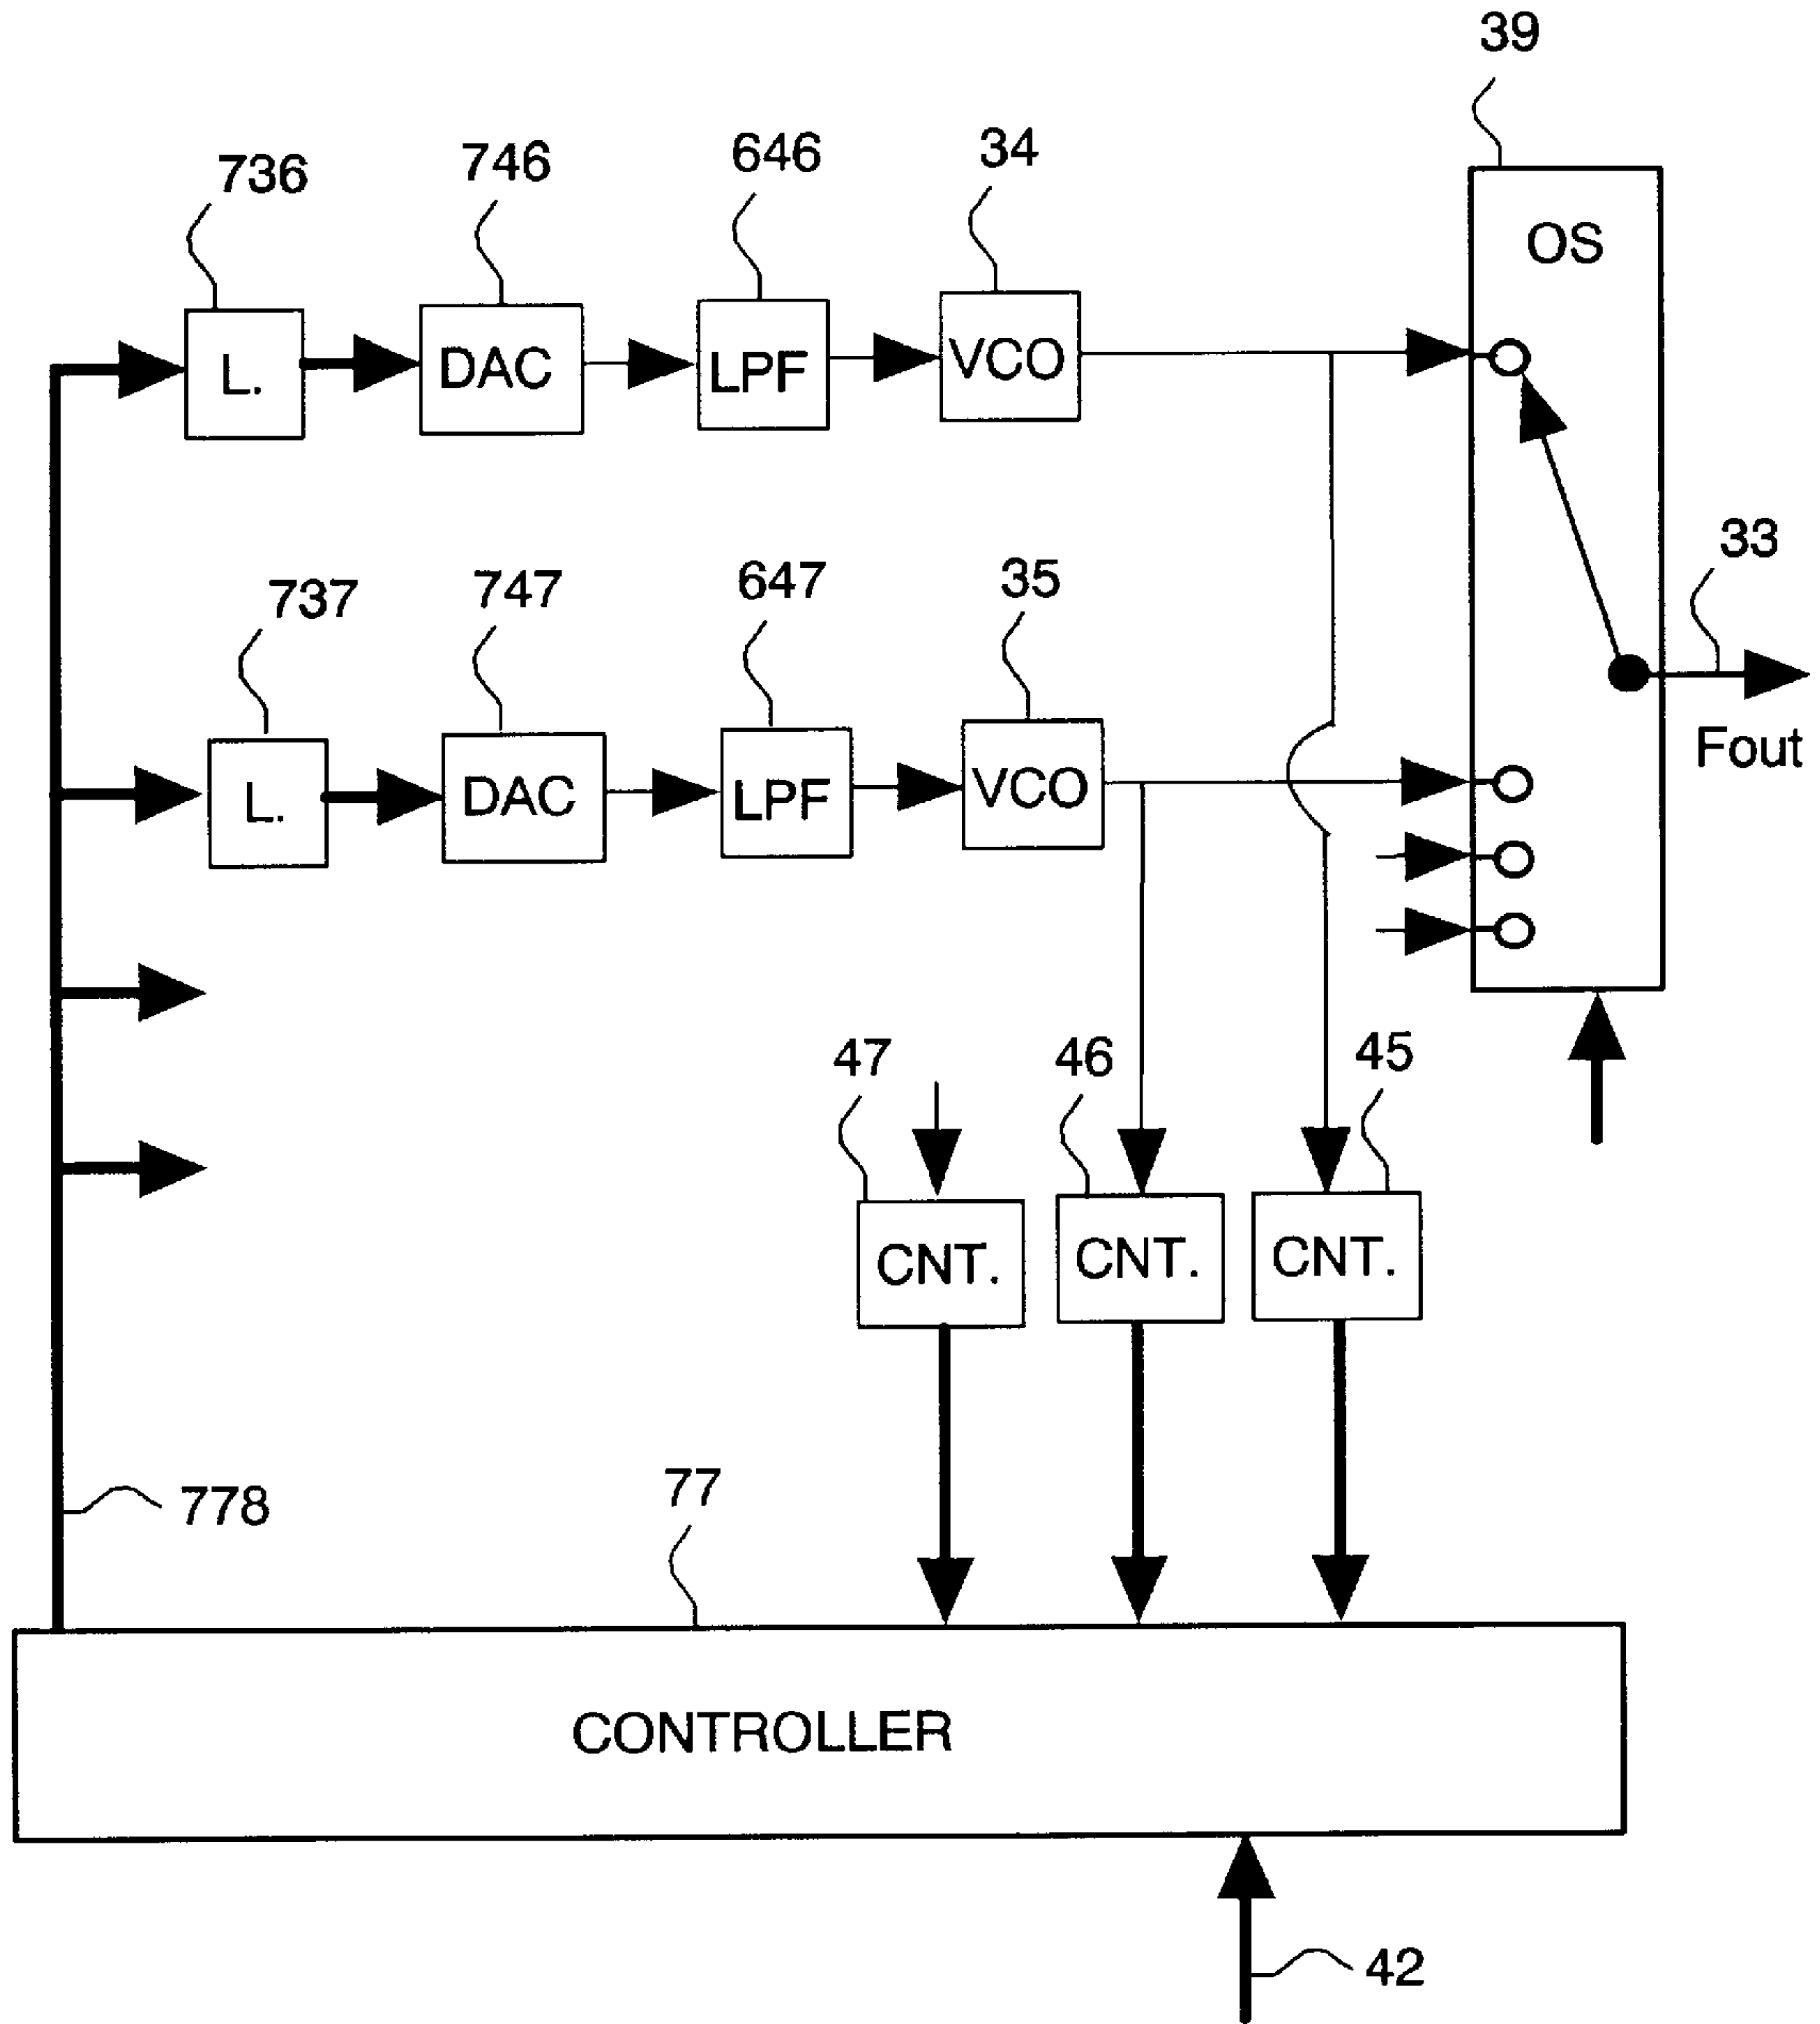 39
736
746
646
34
OS
L.
DAC
LPF
VCO
33
737
747
647
35
Fout
L.
DAC
LPF
VCO
47
46
45
CNT.
CNT.
CNT.
778
77
CONTROLLER
42